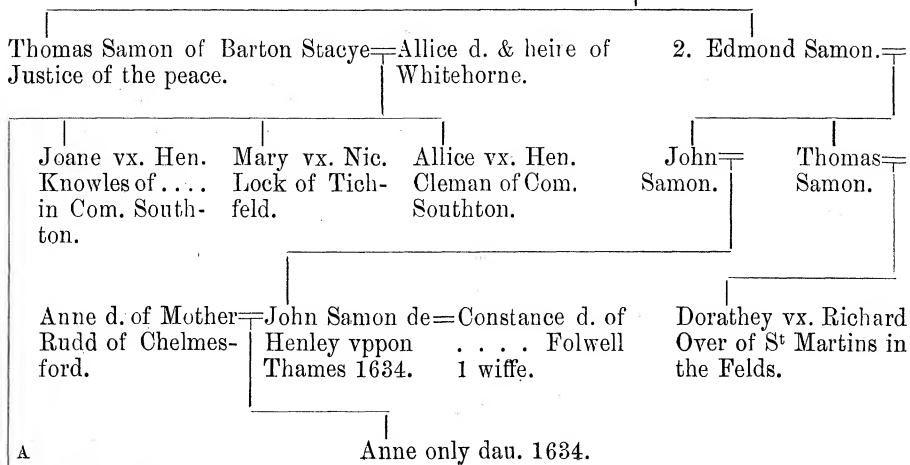 Thomas Samon of Barton Stacye
Justice of the peace.
Allice d. & heire of
Whitehorne.
2. Edmond Samon.
Joane vx. Hen.
Knowles of . . . .
in Com. South-
ton.
Mary vx. Nic.
Lock of Tich-
feld.
Allice vx. Hen.
Cleman of Com.
Southton.
John
Samon.
Thomas
Samon.
Anne d. of Mother
Rudd of Chelmes-
ford.
John Samon de
Henley vppon
Thames 1634.
Constance d. of
. . . . Folwell
1 wiffe.
Dorathey vx. Richard
Over of St Martins in
the Felds.
A
Anne only dau. 1634.